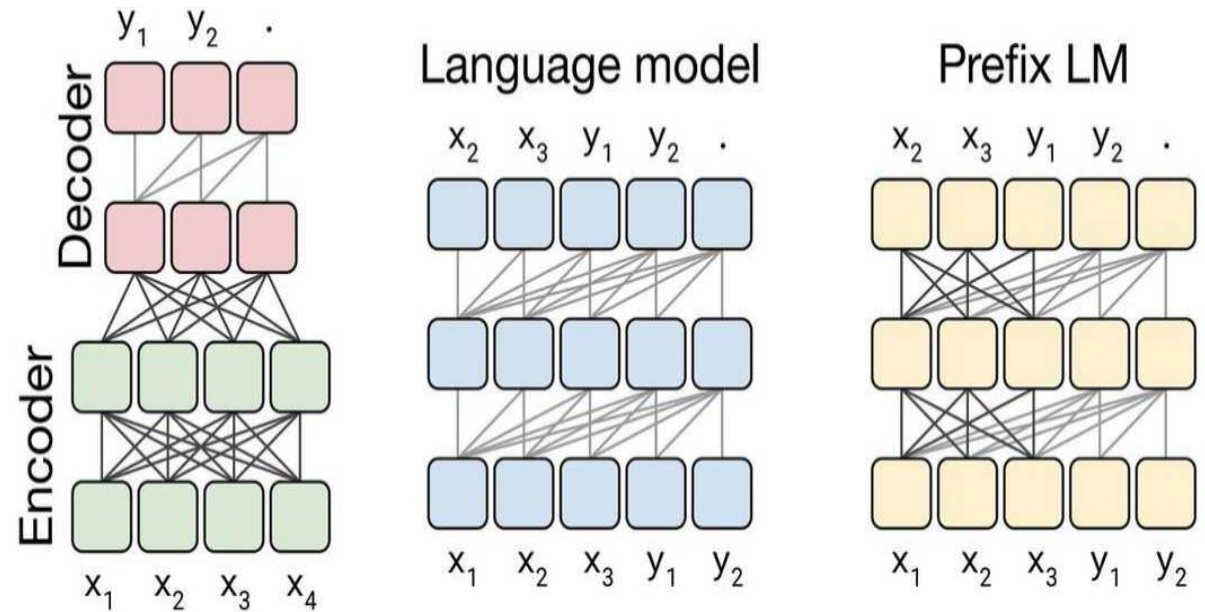 y₁ y₂ .
Decoder
Encoder
x₁ x₂ x₃ x₄
Language model
x₂ x₃ y₁ y₂ .
x₁ x₂ x₃ y₁ y₂
Prefix LM
x₂ x₃ y₁ y₂ .
x₁ x₂ x₃ y₁ y₂